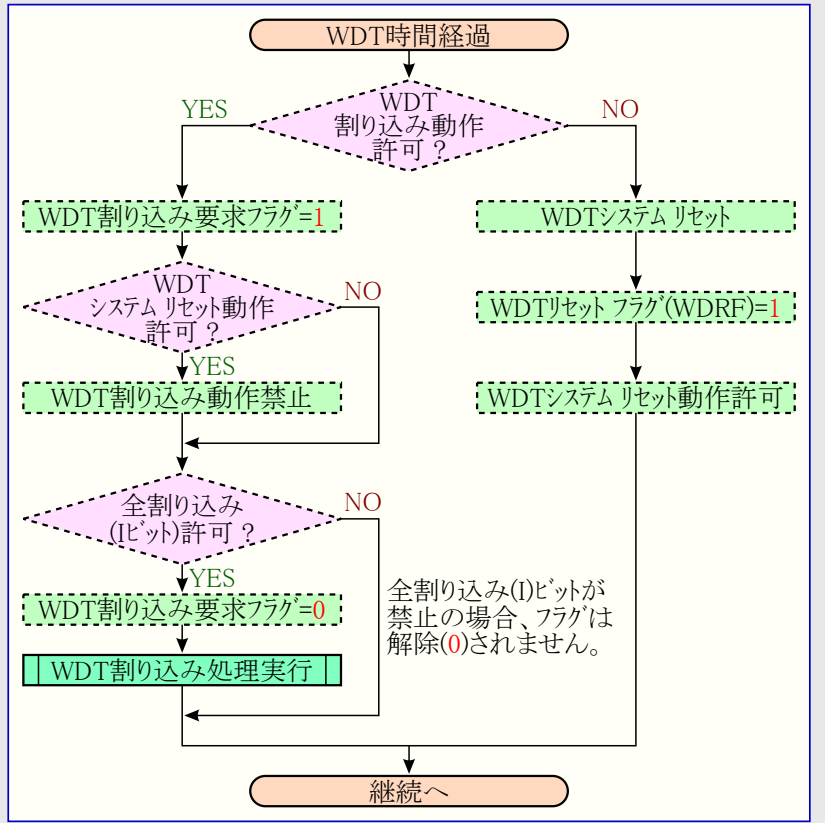 WDT時間経過
WDT
割り込み動作
許可 ?
YES
NO
WDT割り込み要求フラグ=1
WDT
システム リセット動作
許可 ?
NO
YES
WDT割り込み動作禁止
全割り込み
(Iビット)許可 ?
NO
YES
WDT割り込み要求フラグ=0
WDT割り込み処理実行
全割り込み(I)ビットが
禁止の場合、フラグは
解除(0)されません。
WDTシステム リセット
WDTリセット フラグ(WDRF)=1
WDTシステム リセット動作許可
継続へ